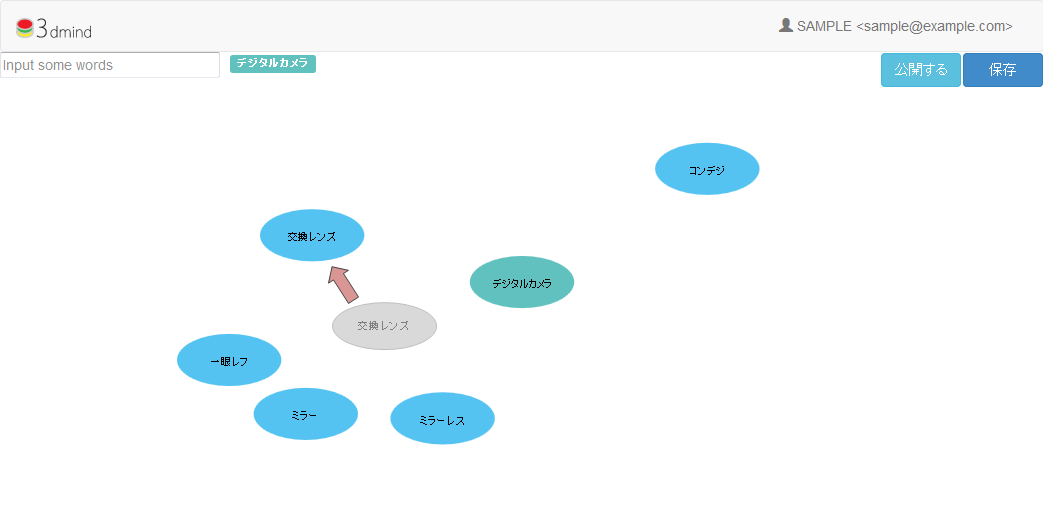 3dmind
SAMPLE <sample@example.com>
Input some words
デジタルカメラ
公開する
保存
コンデジ
交換レンズ
デジタルカメラ
交換レンズ
一眼レフ
ミラー
ミラーレス